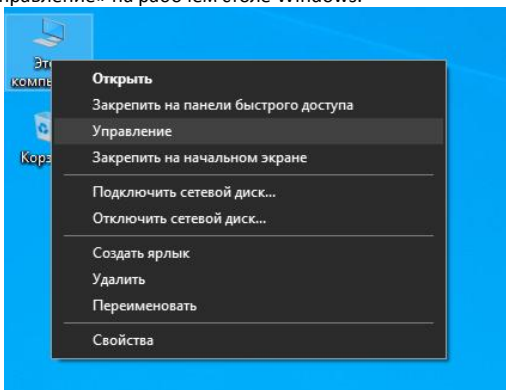 на рабочем столе Windows.
Открыть
Закрепить на панели быстрого доступа
Управление
Закрепить на начальном экране
Подключить сетевой диск...
Отключить сетевой диск...
Создать ярлык
Удалить
Переименовать
Свойства